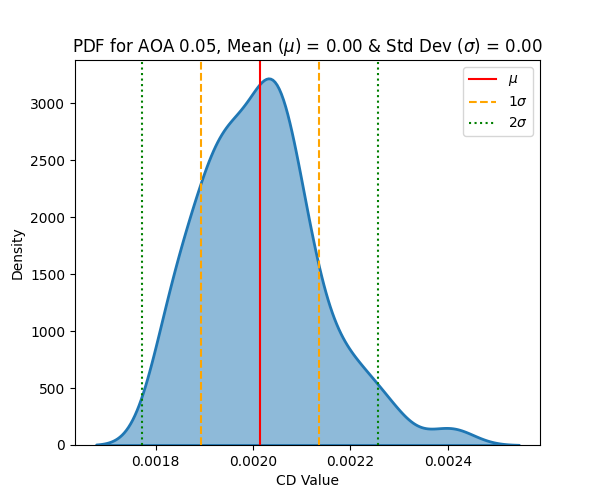 PDF for AOA 0.05, Mean (μ) = 0.00 & Std Dev (σ) = 0.00
μ
1σ
2σ
3000
2500
2000
1500
1000
500
0
Density
0.0018 0.0020 0.0022 0.0024
CD Value